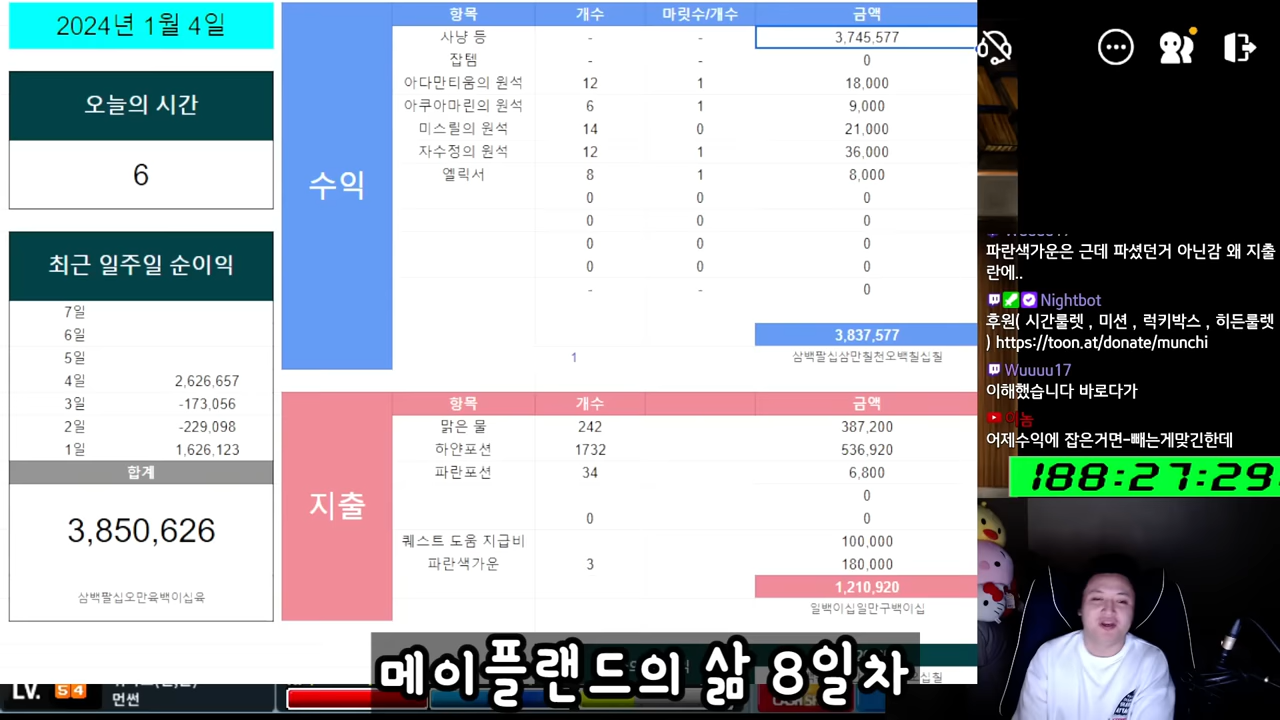 2024년 1월 4일
오늘의 시간
6
최근 일주일 순이익
7일
6일
5일
4일 2,626,657
3일 -173,056
2일 -229,098
1일 1,626,123
합계
3,850,626
삼백팔십오만육백이십육
수익
항목 개수 마릿수/개수 금액
사냥 등 - - 3,745,577
잡템 - - 0
아다만티움의 원석 12 1 18,000
아쿠아마린의 원석 6 1 9,000
미스릴의 원석 14 0 21,000
자수정의 원석 12 1 36,000
엘릭서 8 1 8,000
0 0 0
0 0 0
0 0 0
0 0 0
- - 0
3,837,577
1 삼백팔십삼만칠천오백칠십칠
지출
항목 개수 금액
맑은 물 242 387,200
하얀포션 1732 536,920
파란포션 34 6,800
0
0 0
퀘스트 도움 지급비 100,000
파란색가운 3 180,000
1,210,920
일백이십일만구백이십
파란색가운은 근데 파셨던거 아닌감 왜 지출
란에..
Nightbot
후원( 시간룰렛 , 미션 , 럭키박스 , 히든룰렛
) https://toon.at/donate/munchi
Wuuuu17
이해했습니다 바로다가
어제수익에 잡은거면-빼는게맞긴한데
188:27:29
메이플랜드의 삶 8일차
LV. 54
먼썬